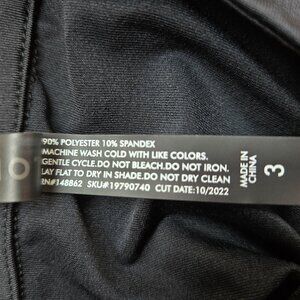 90% POLYESTER 10% SPANDEX
MACHINE WASH COLD WITH LIKE COLORS.
GENTLE CYCLE.DO NOT BLEACH.DO NOT IRON.
LAY FLAT TO DRY IN SHADE.DO NOT DRY CLEAN
RN#148862 SKU#19790740 CUT DATE:10/2022
MADE IN
CHINA
3